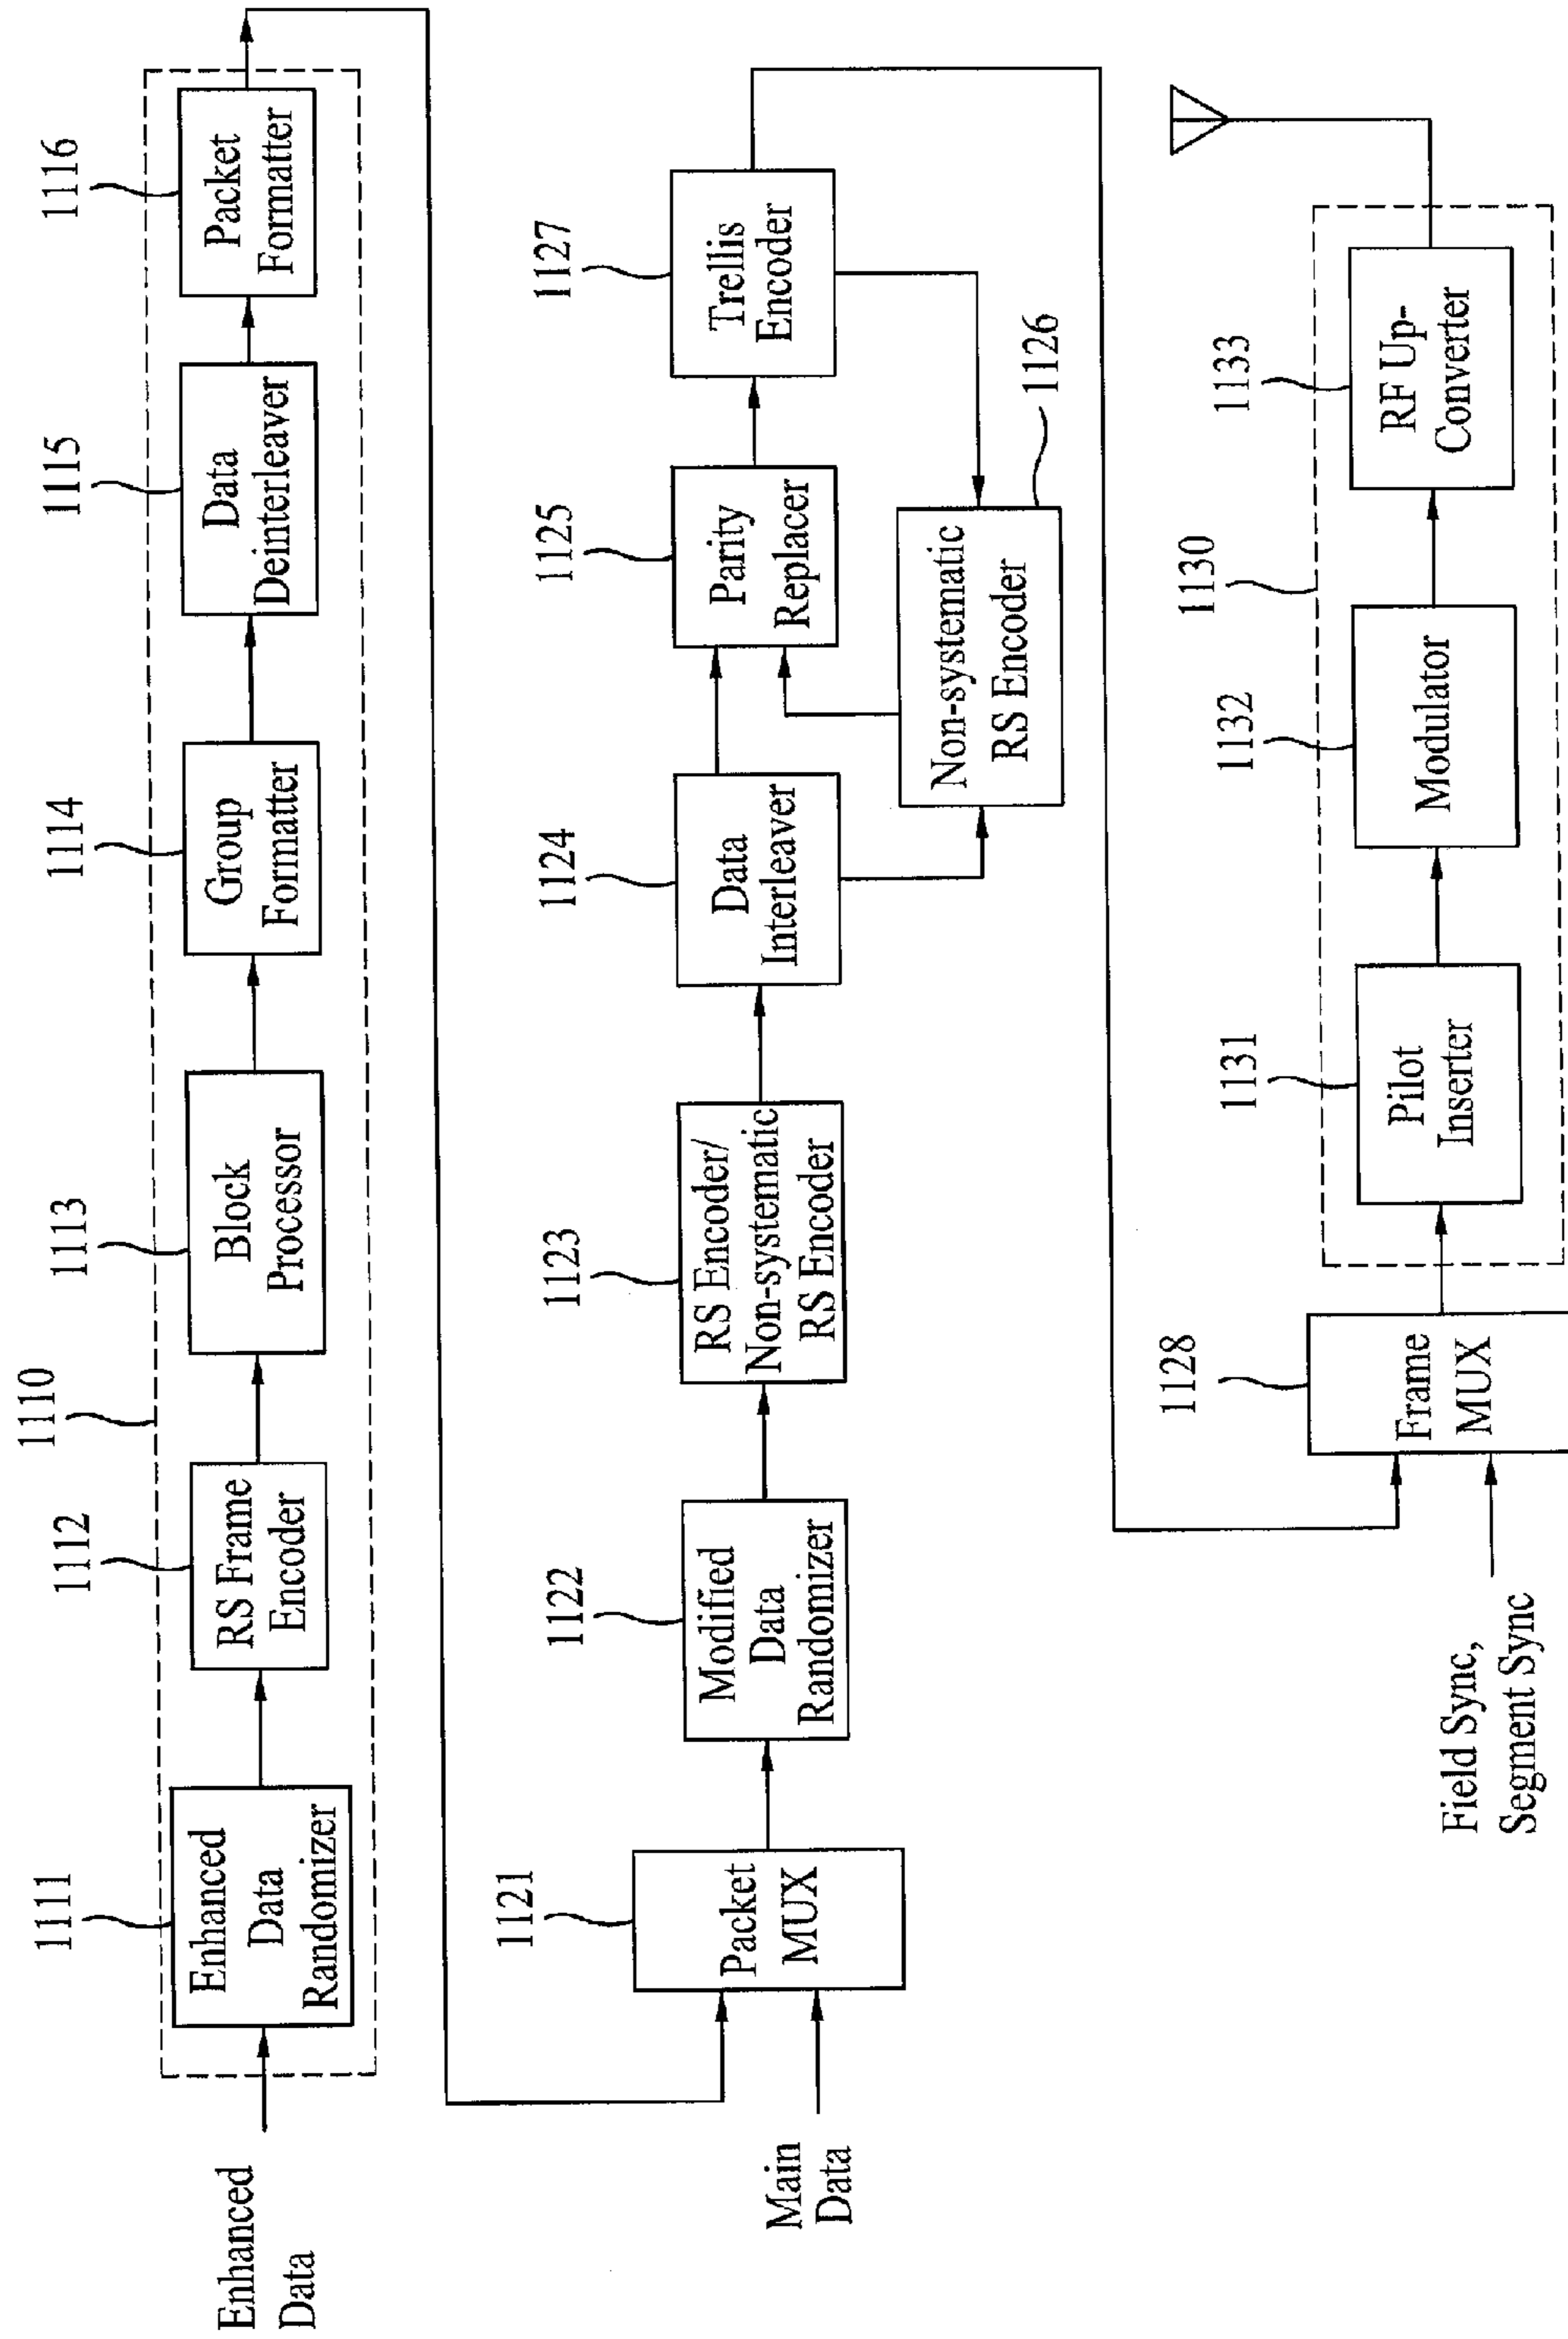 1110
1111
1112
1113
1114
1115
1116
Enhanced
Data
Enhanced
Data
Randomizer
RS Frame
Encoder
Block
Processor
Group
Formatter
Data
Deinterleaver
Packet
Formatter
1121
1122
1123
1124
1125
1127
Main
Data
Packet
MUX
Modified
Data
Randomizer
RS Encoder/
Non-systematic
RS Encoder
Data
Interleaver
Parity
Replacer
Trellis
Encoder
Non-systematic
RS Encoder
1126
1130
1128
1131
1132
1133
Field Sync,
Segment Sync
Frame
MUX
Pilot
Inserter
Modulator
RF Up-
Converter